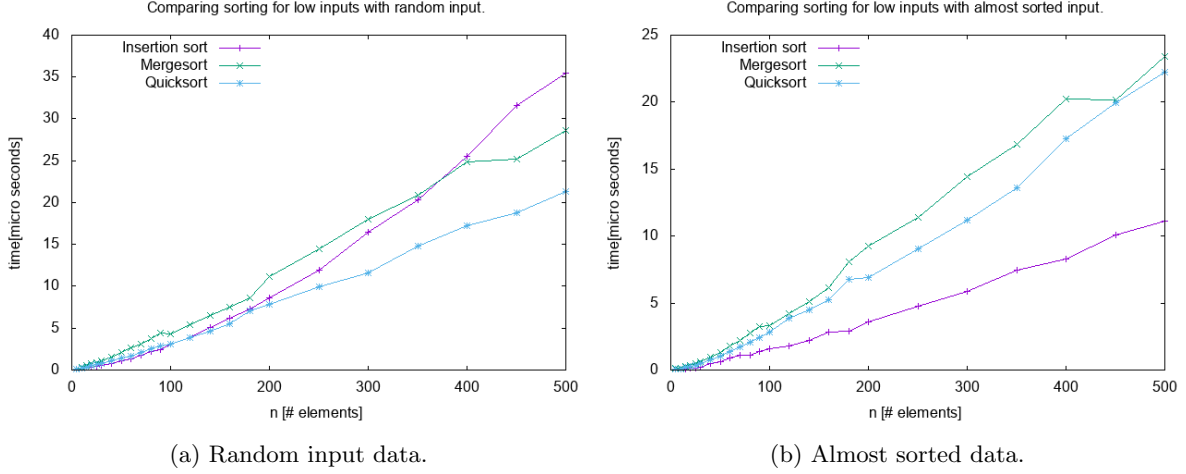 Comparing sorting for low inputs with random input.
40
35
30
25
20
15
10
5
0
time[micro seconds]
Insertion sort
Mergesort
Quicksort
0 100 200 300 400 500
n [# elements]
(a) Random input data.
Comparing sorting for low inputs with almost sorted input.
25
20
15
10
5
0
time[micro seconds]
Insertion sort
Mergesort
Quicksort
0 100 200 300 400 500
n [# elements]
(b) Almost sorted data.